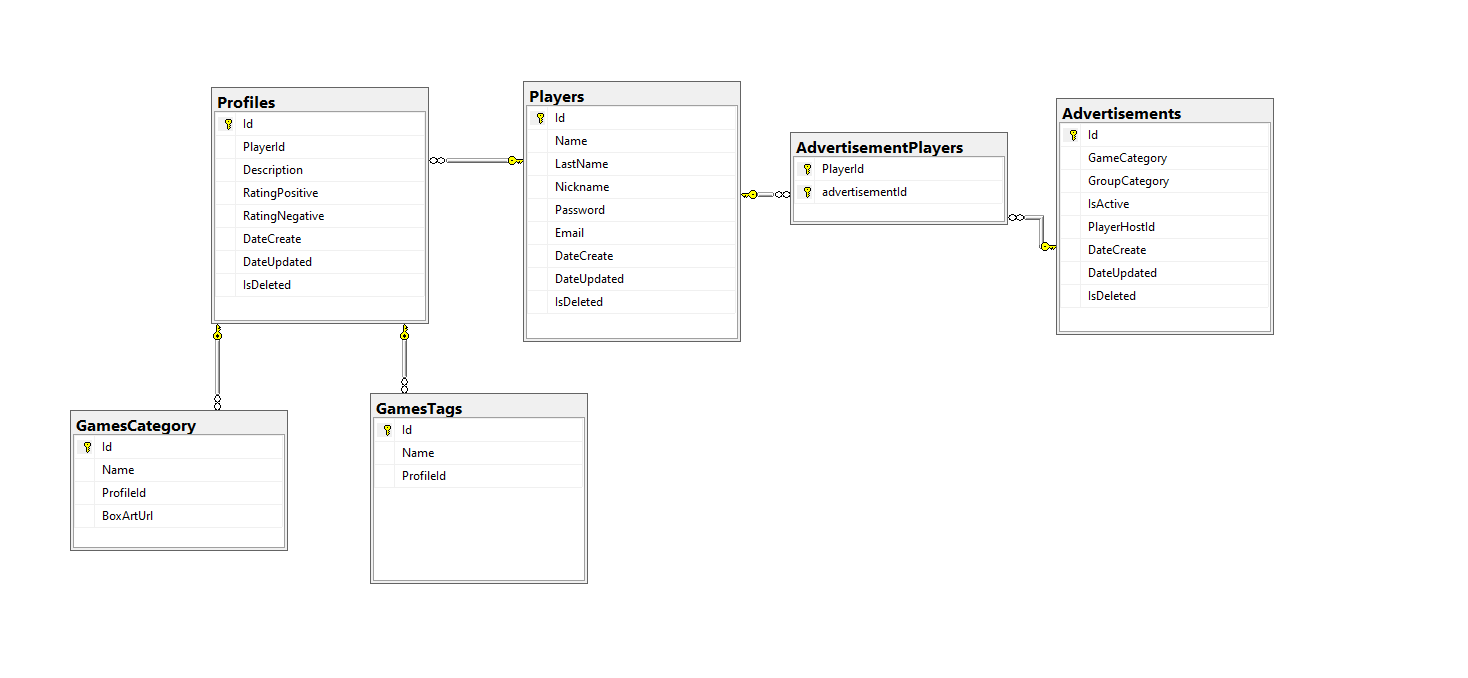 Profiles
Id
PlayerId
Description
RatingPositive
RatingNegative
DateCreate
DateUpdated
IsDeleted
Players
Id
Name
LastName
Nickname
Password
Email
DateCreate
DateUpdated
IsDeleted
AdvertisementPlayers
PlayerId
advertisementId
Advertisements
Id
GameCategory
GroupCategory
IsActive
PlayerHostId
DateCreate
DateUpdated
IsDeleted
GamesCategory
Id
Name
ProfileId
BoxArtUrl
GamesTags
Id
Name
ProfileId